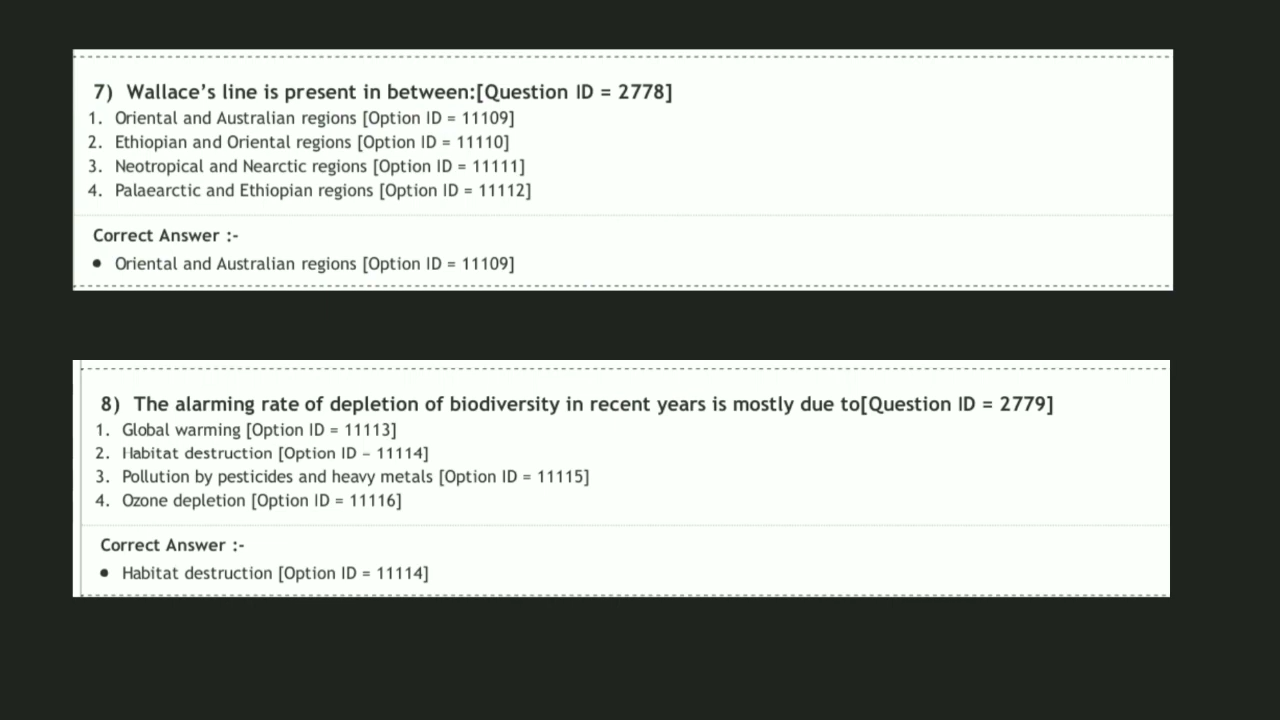 7) Wallace's line is present in between:[Question ID = 2778]
1. Oriental and Australian regions [Option ID = 11109]
2. Ethiopian and Oriental regions [Option ID = 11110]
3. Neotropical and Nearctic regions [Option ID = 11111]
4. Palaearctic and Ethiopian regions [Option ID = 11112]
Correct Answer :-
• Oriental and Australian regions [Option ID = 11109]
8) The alarming rate of depletion of biodiversity in recent years is mostly due to[Question ID = 2779]
1. Global warming [Option ID = 11113]
2. Habitat destruction [Option ID – 11114]
3. Pollution by pesticides and heavy metals [Option ID = 11115]
4. Ozone depletion [Option ID = 11116]
Correct Answer :-
• Habitat destruction [Option ID = 11114]